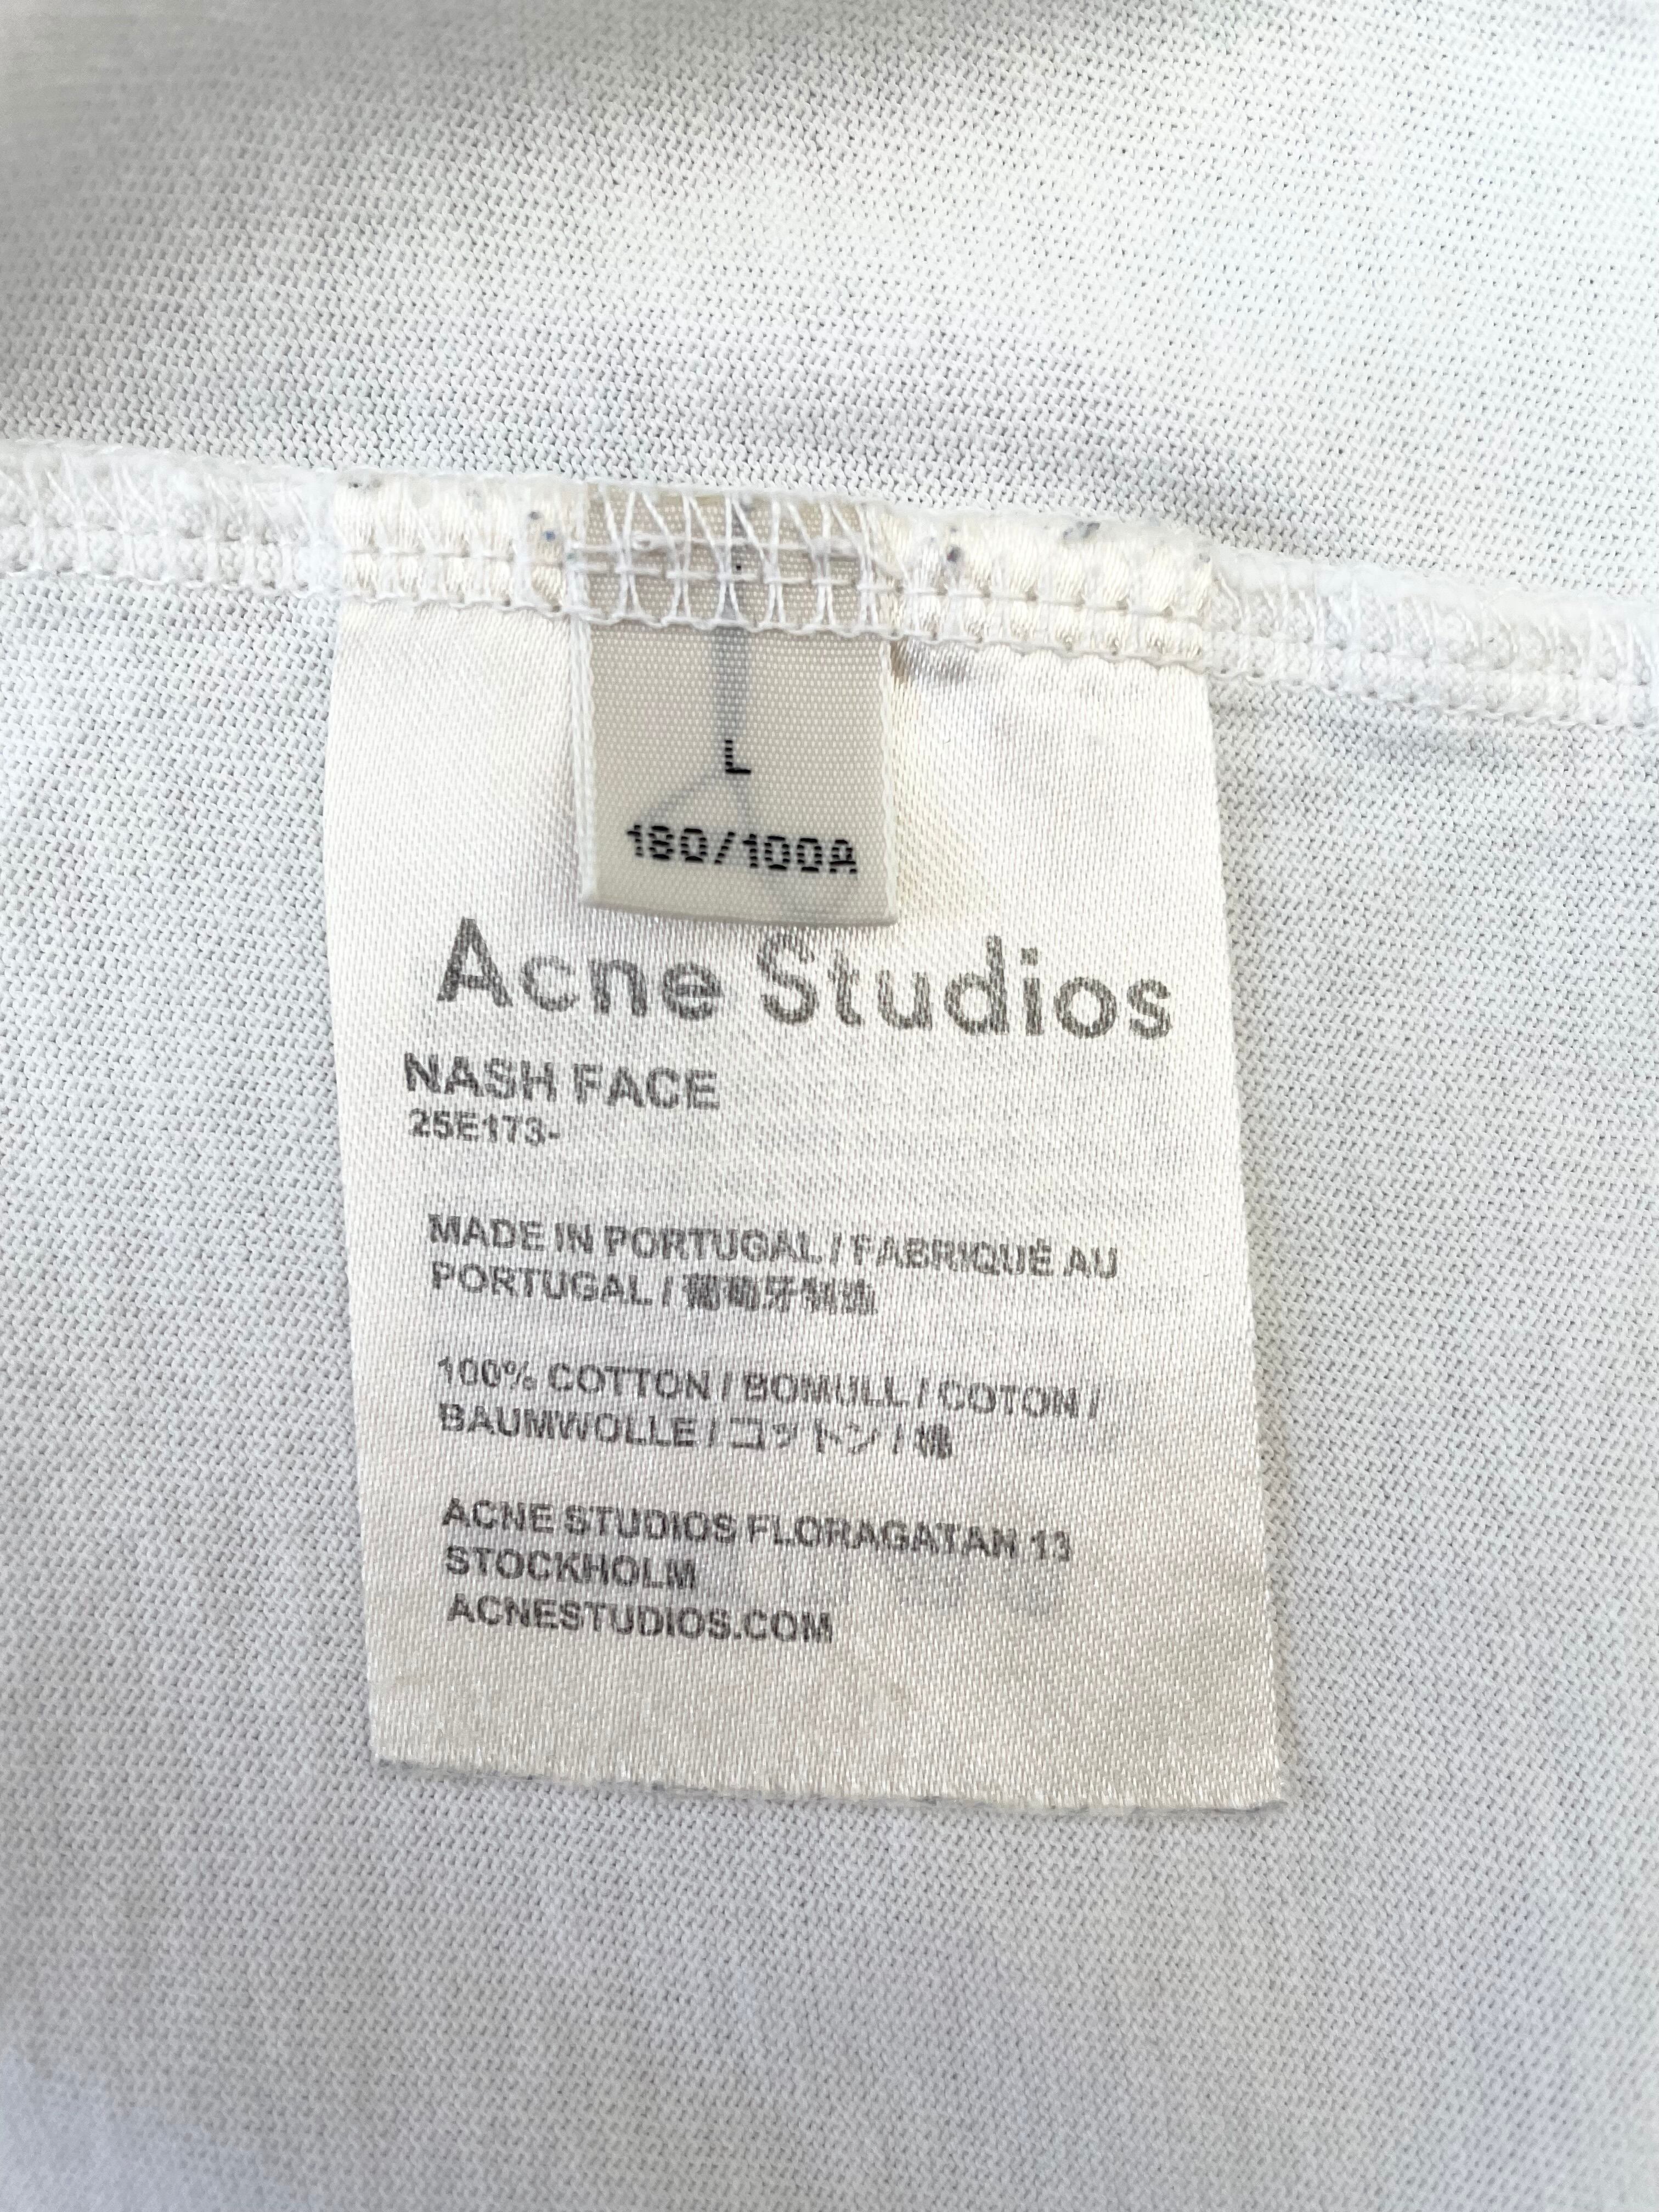 L
180/100A
Acne Studios
NASH FACE
25E173-
MADE IN PORTUGAL / FABRIQUÉ AU
PORTUGAL / 葡萄牙制造
100% COTTON / BOMULL / COTON /
BAUMWOLLE / コットン / 棉
ACNE STUDIOS FLORAGATAN 13
STOCKHOLM
ACNESTUDIOS.COM